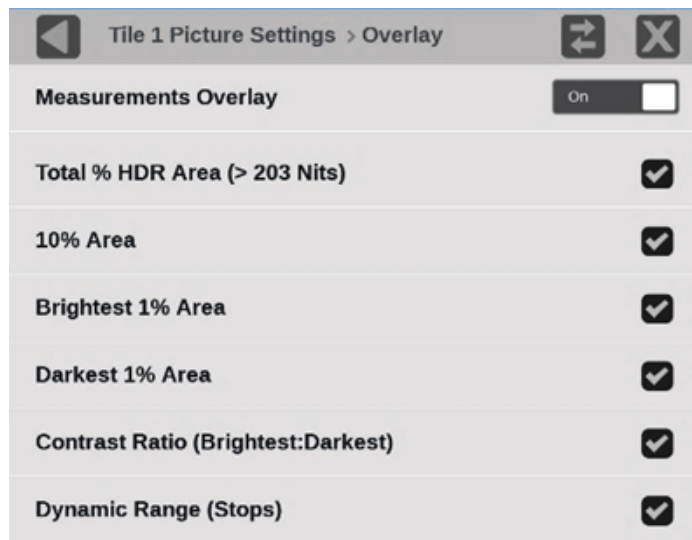 Tile 1 Picture Settings > Overlay
Measurements Overlay
On
Total % HDR Area (> 203 Nits)
10% Area
Brightest 1% Area
Darkest 1% Area
Contrast Ratio (Brightest:Darkest)
Dynamic Range (Stops)